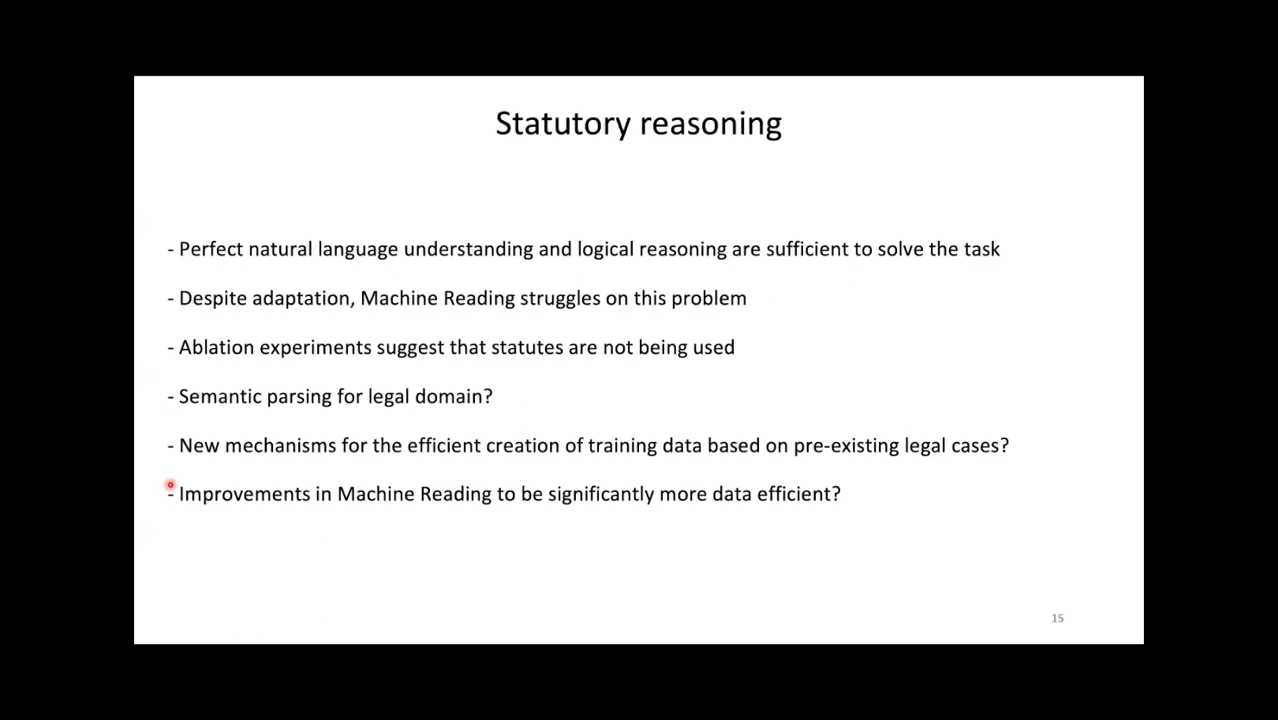 Statutory reasoning
- Perfect natural language understanding and logical reasoning are sufficient to solve the task
- Despite adaptation, Machine Reading struggles on this problem
- Ablation experiments suggest that statutes are not being used
- Semantic parsing for legal domain?
- New mechanisms for the efficient creation of training data based on pre-existing legal cases?
- Improvements in Machine Reading to be significantly more data efficient?
15